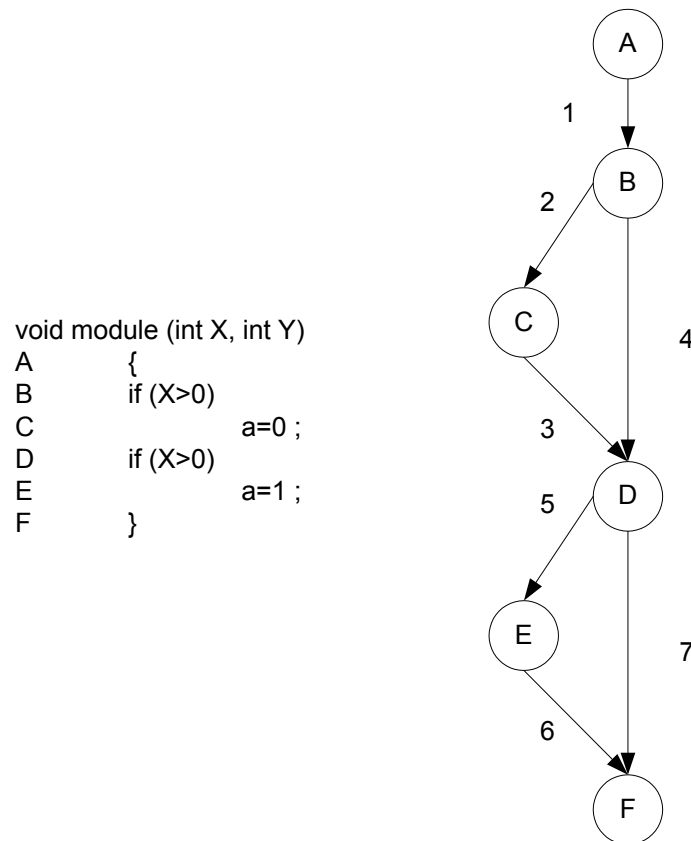 void module (int X, int Y)
A {
B if (X>0)
C a=0 ;
D if (X>0)
E a=1 ;
F }
A
1
B
2
C
4
3
D
5
E
7
6
F